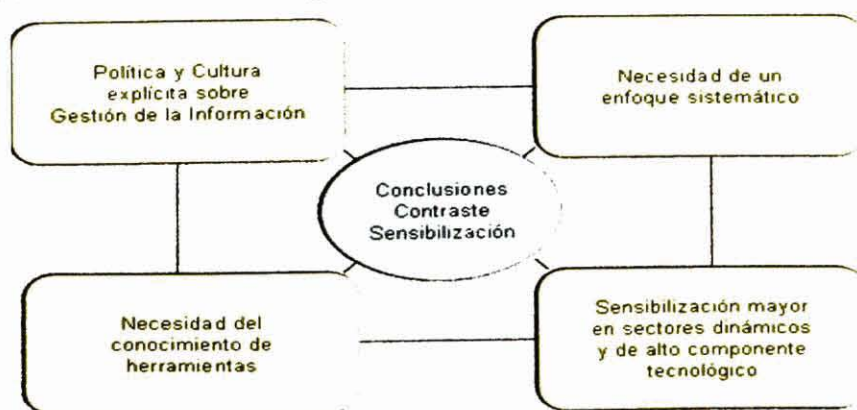 Política y Cultura
explícita sobre
Gestión de la Información
Necesidad de un
enfoque sistemático
Conclusiones
Contraste
Sensibilización
Necesidad del
conocimiento de
herramientas
Sensibilización mayor
en sectores dinámicos
y de alto componente
tecnológico